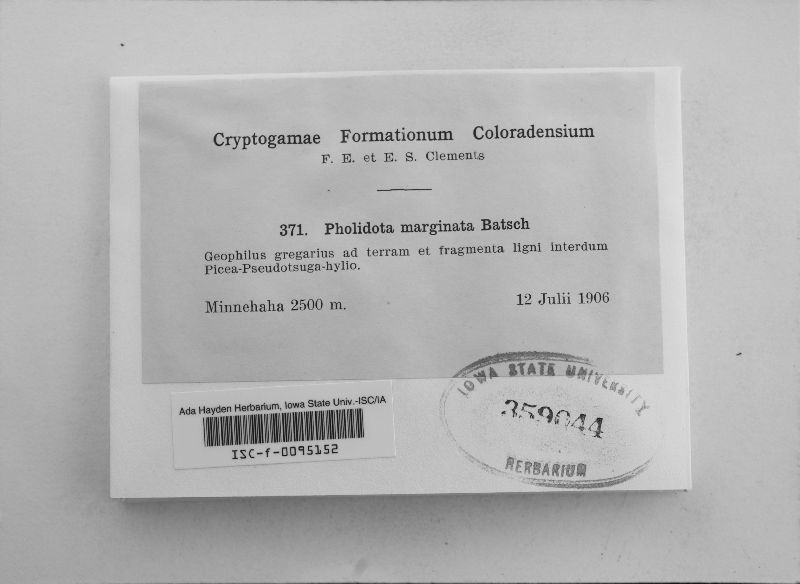 Cryptogamae Formationum Coloradensium
F. E. et E. S. Clements
371. Pholidota marginata Batsch
Geophilus gregarius ad terram et fragmenta ligni interdum
Picea-Pseudotsuga-hylio.
Minnehaha 2500 m. 12 Julii 1906
Ada Hayden Herbarium, Iowa State Univ.-ISC/IA
ISC-f-0095152
IOWA STATE UNIVERSITY
359644
HERBARIUM